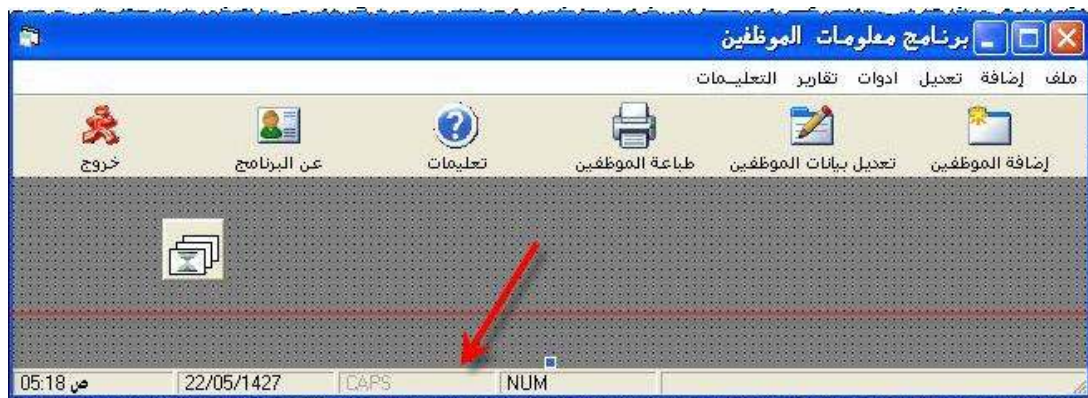 برنامج معلومات الموظفين
ملف إضافة تعديل ادوات تقارير التعليـمات
إضافة الموظفين تعديل بيانات الموظفين طباعة الموظفين تعليمات عن البرنامج خروج
05:18 ص 22/05/1427 CAPS NUM